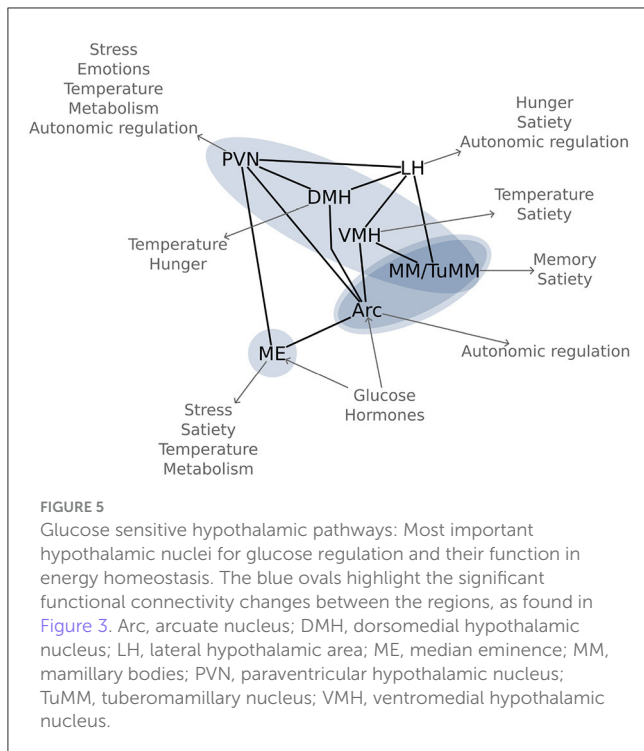 Stress
Emotions
Temperature
Metabolism
Autonomic regulation
Hunger
Satiety
Autonomic regulation
PVN
LH
DMH
Temperature
Satiety
VMH
Temperature
Hunger
MM/TuMM
Memory
Satiety
Arc
ME
Autonomic regulation
Glucose
Hormones
Stress
Satiety
Temperature
Metabolism
FIGURE 5
Glucose sensitive hypothalamic pathways: Most important
hypothalamic nuclei for glucose regulation and their function in
energy homeostasis. The blue ovals highlight the significant
functional connectivity changes between the regions, as found in
Figure 3. Arc, arcuate nucleus; DMH, dorsomedial hypothalamic
nucleus; LH, lateral hypothalamic area; ME, median eminence; MM,
mamillary bodies; PVN, paraventricular hypothalamic nucleus;
TuMM, tuberomamillary nucleus; VMH, ventromedial hypothalamic
nucleus.